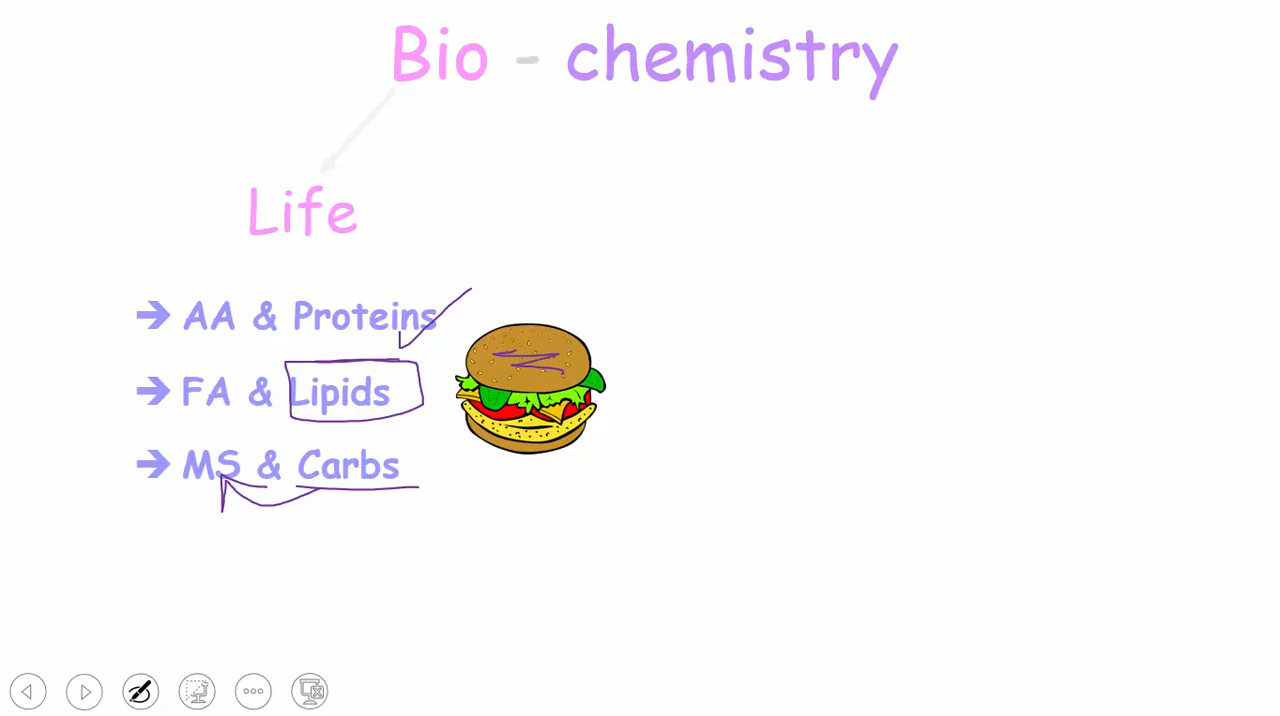 Bio - chemistry
Life
➔ AA & Proteins
➔ FA & Lipids
➔ MS & Carbs